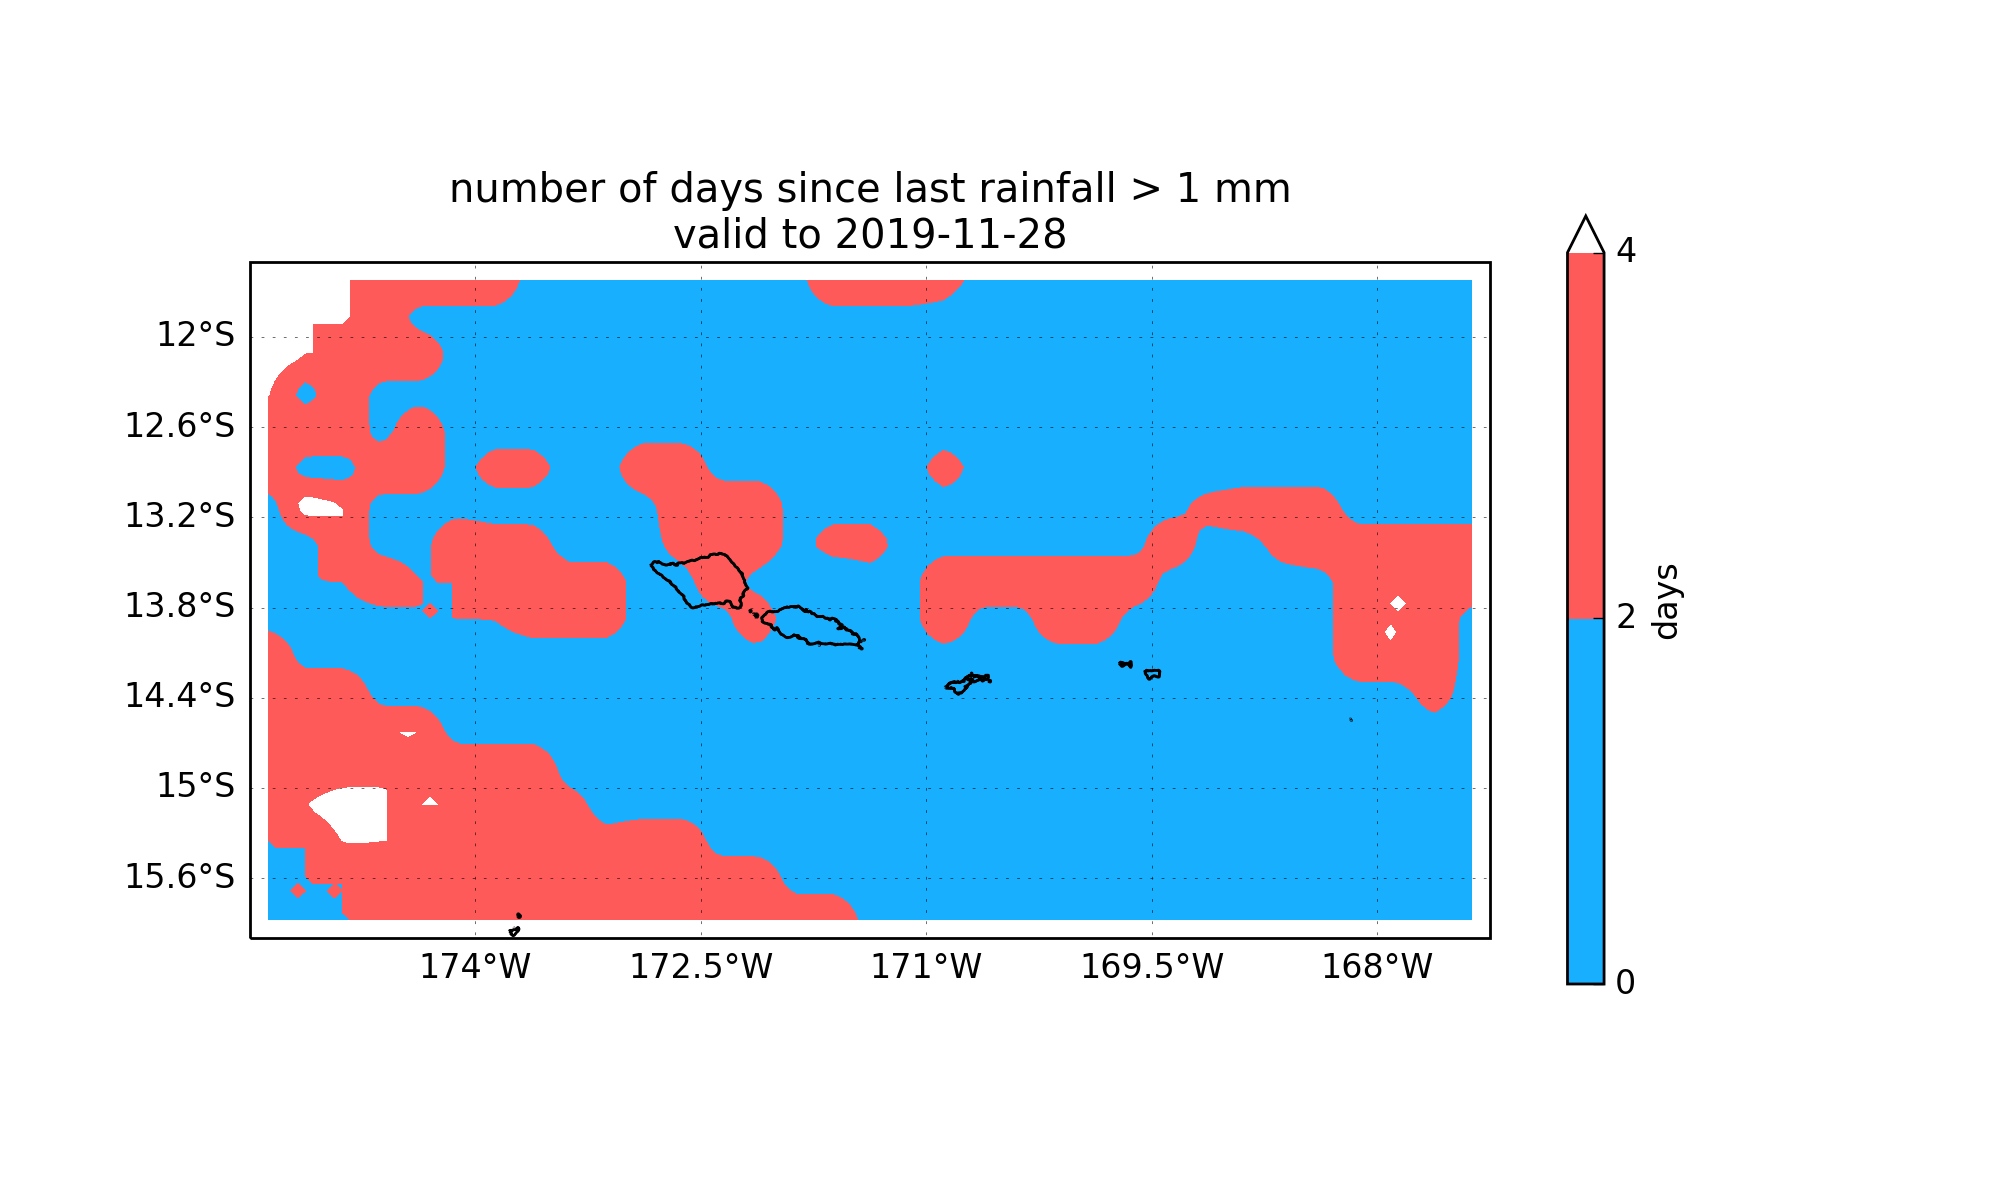 number of days since last rainfall > 1 mm
valid to 2019-11-28
12°S
12.6°S
13.2°S
13.8°S
14.4°S
15°S
15.6°S
174°W
172.5°W
171°W
169.5°W
168°W
4
2
0
days